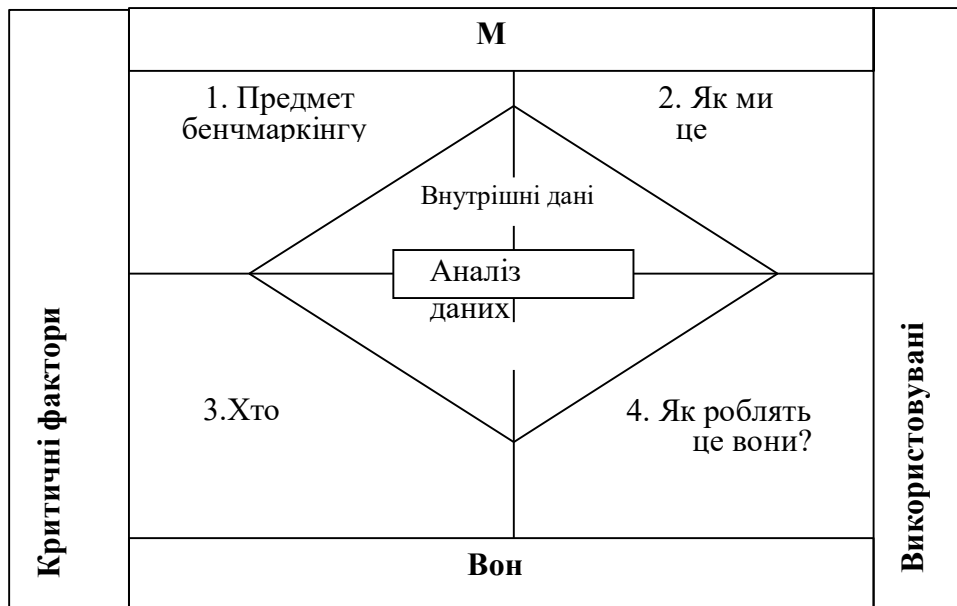 М
1. Предмет
бенчмаркінгу
2. Як ми
це
Внутрішні дані
Аналіз
даних
3.Хто
4. Як роблять
це вони?
Критичні фактори
Використовувані
Вон